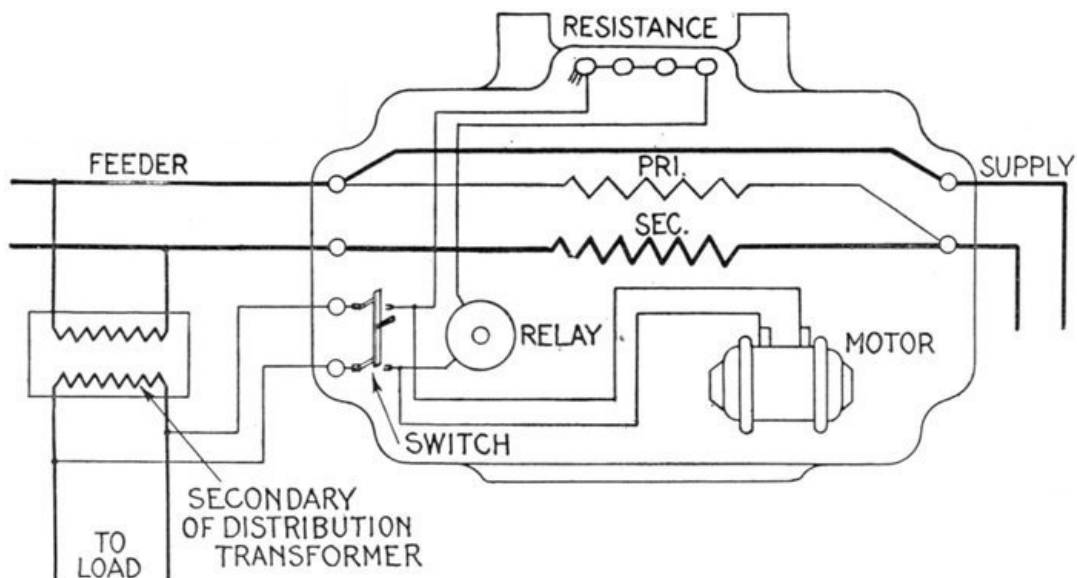 RESISTANCE
FEEDER
PRI.
SUPPLY
SEC.
RELAY
MOTOR
SWITCH
SECONDARY
OF DISTRIBUTION
TRANSFORMER
TO
LOAD